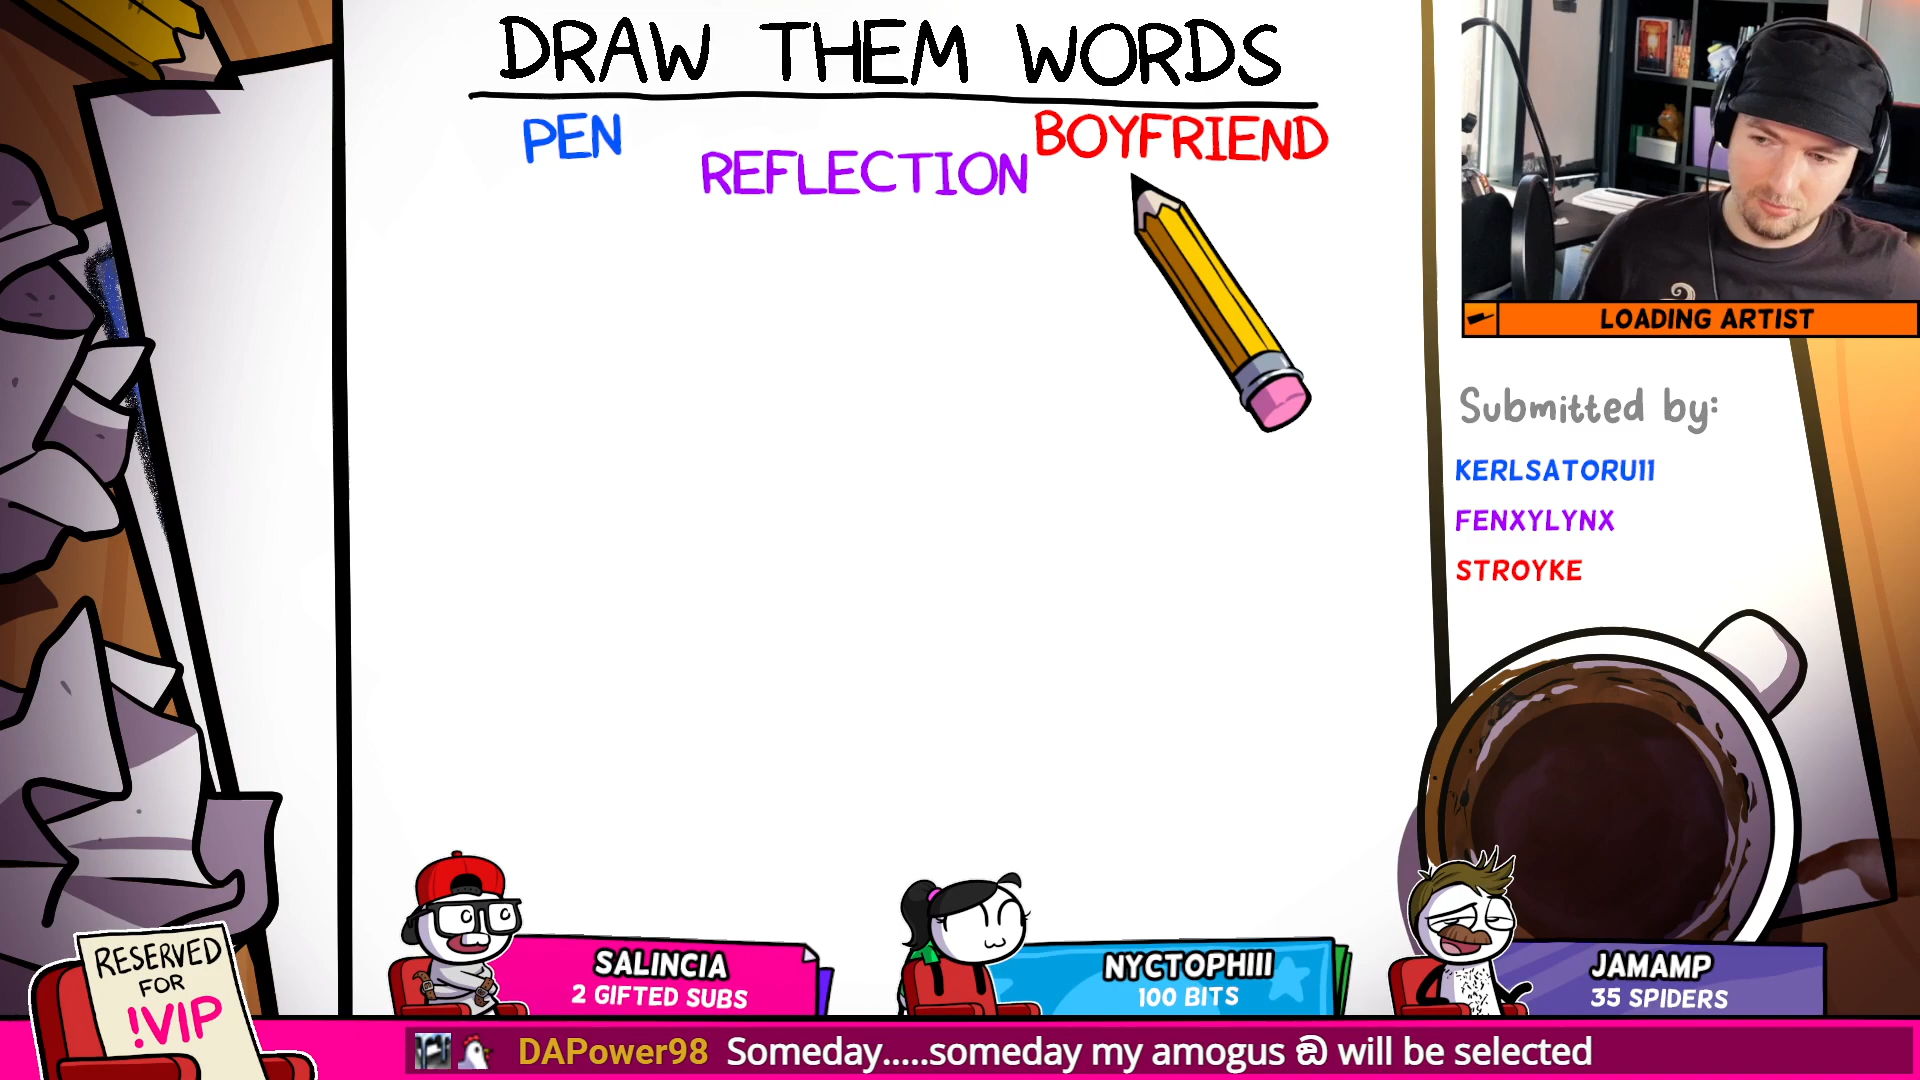 DRAW THEM WORDS
PEN
REFLECTION
BOYFRIEND
LOADING ARTIST
Submitted by:
KERLSATORU11
FENXYLYNX
STROYKE
RESERVED
FOR
!VIP
SALINCIA
2 GIFTED SUBS
NYCTOPHIII
100 BITS
JAMAMP
35 SPIDERS
DAPower98 Someday.....someday my amogus ඞ will be selected